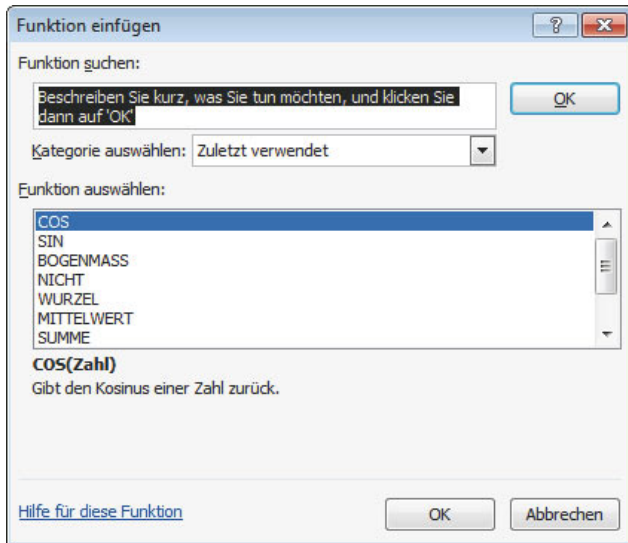 Funktion einfügen
Funktion suchen:
Beschreiben Sie kurz, was Sie tun möchten, und klicken Sie
dann auf 'OK'
OK
Kategorie auswählen: Zuletzt verwendet
Funktion auswählen:
COS
SIN
BOGENMASS
NICHT
WURZEL
MITTELWERT
SUMME
COS(Zahl)
Gibt den Kosinus einer Zahl zurück.
Hilfe für diese Funktion
OK
Abbrechen